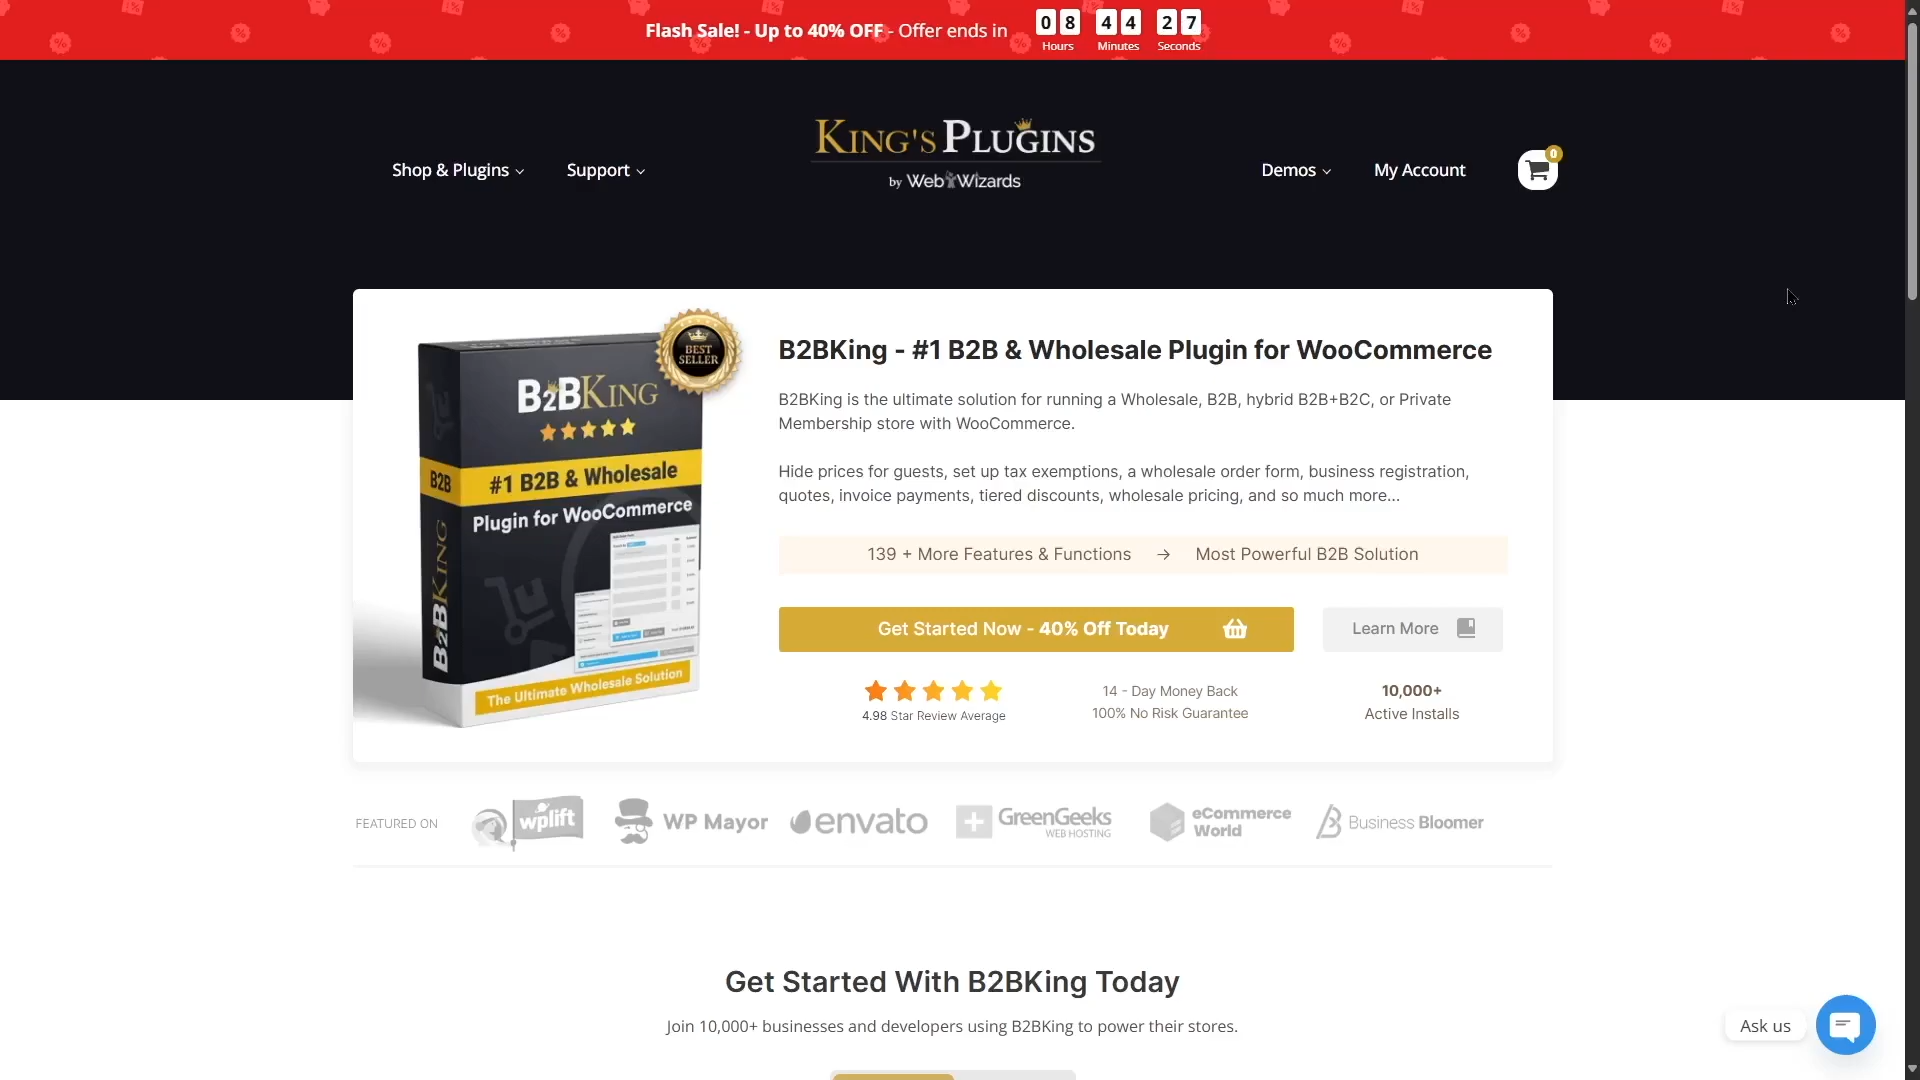 Flash Sale! - Up to 40% OFF - Offer ends in
08 44 27
Hours Minutes Seconds
Shop & Plugins
Support
KING'S PLUGINS
by WebWizards
Demos
My Account
0
BEST
SELLER
B2BKING
B2B
#1 B2B & Wholesale
Plugin for WooCommerce
B2BKING
The Ultimate Wholesale Solution
B2BKing - #1 B2B & Wholesale Plugin for WooCommerce
B2BKing is the ultimate solution for running a Wholesale, B2B, hybrid B2B+B2C, or Private
Membership store with WooCommerce.
Hide prices for guests, set up tax exemptions, a wholesale order form, business registration,
quotes, invoice payments, tiered discounts, wholesale pricing, and so much more...
139 + More Features & Functions → Most Powerful B2B Solution
Get Started Now - 40% Off Today
Learn More
4.98 Star Review Average
14 - Day Money Back
100% No Risk Guarantee
10,000+
Active Installs
FEATURED ON
wplift
WP Mayor
envato
GreenGeeks
WEB HOSTING
eCommerce
World
Business Bloomer
Get Started With B2BKing Today
Join 10,000+ businesses and developers using B2BKing to power their stores.
Ask us